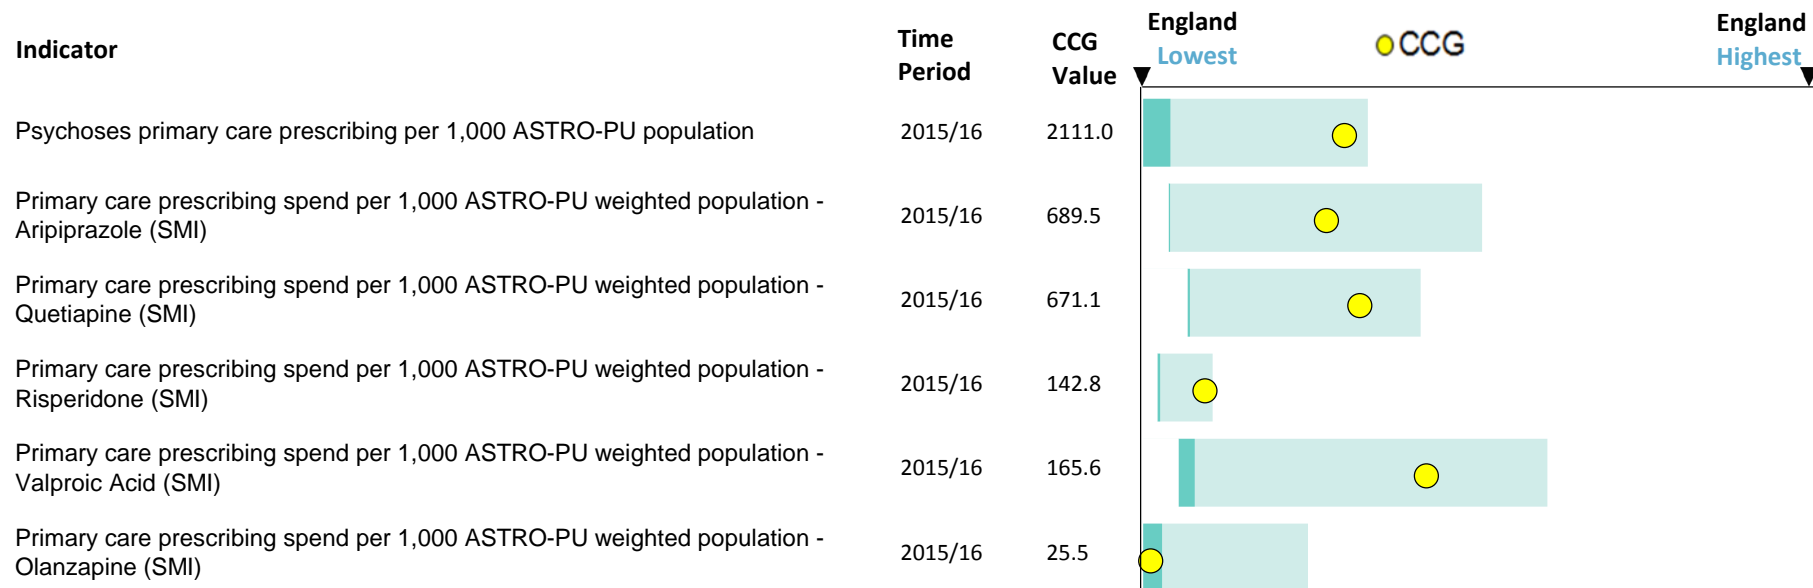 Indicator
Time Period
CCG Value
England Lowest
CCG
England Highest
Psychoses primary care prescribing per 1,000 ASTRO-PU population
2015/16
2111.0
Primary care prescribing spend per 1,000 ASTRO-PU weighted population -
Aripiprazole (SMI)
2015/16
689.5
Primary care prescribing spend per 1,000 ASTRO-PU weighted population -
Quetiapine (SMI)
2015/16
671.1
Primary care prescribing spend per 1,000 ASTRO-PU weighted population -
Risperidone (SMI)
2015/16
142.8
Primary care prescribing spend per 1,000 ASTRO-PU weighted population -
Valproic Acid (SMI)
2015/16
165.6
Primary care prescribing spend per 1,000 ASTRO-PU weighted population -
Olanzapine (SMI)
2015/16
25.5